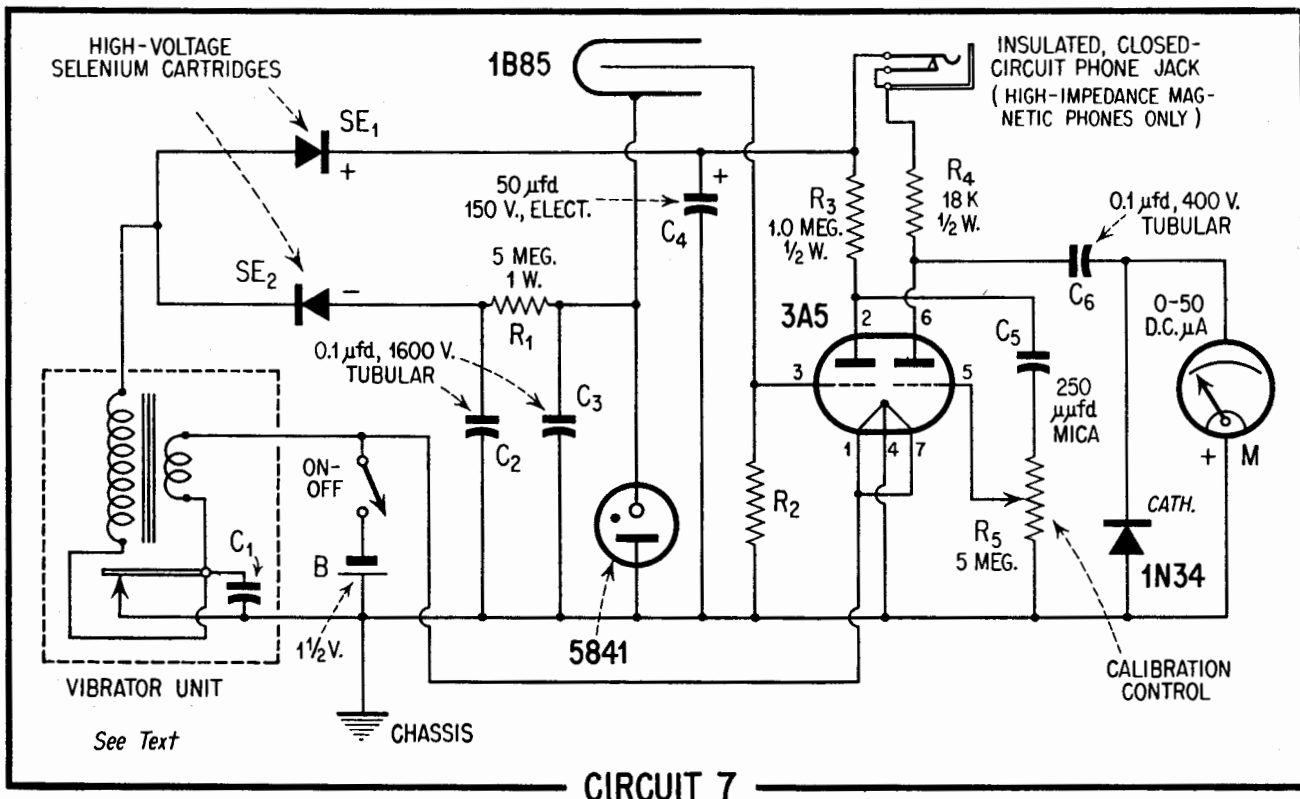 HIGH-VOLTAGE
SELENIUM CARTRIDGES
1B85
INSULATED, CLOSED-
CIRCUIT PHONE JACK
( HIGH-IMPEDANCE MAG-
NETIC PHONES ONLY )
SE1
+
50 μfd
150 V., ELECT.
+
C4
R3
1.0 MEG.
1/2 W.
R4
18 K
1/2 W.
0.1 μfd, 400 V.
TUBULAR
C6
SE2
–
5 MEG.
1 W.
R1
3A5
2
6
3
5
1
4
7
C5
250
μμfd
MICA
0-50
D.C. μA
+ M
0.1 μfd, 1600 V.
TUBULAR
C3
C2
ON-
OFF
C1
B
1 1/2 V.
R2
R5
5 MEG.
CATH.
1N34
5841
VIBRATOR UNIT
See Text
CHASSIS
CALIBRATION
CONTROL
CIRCUIT 7